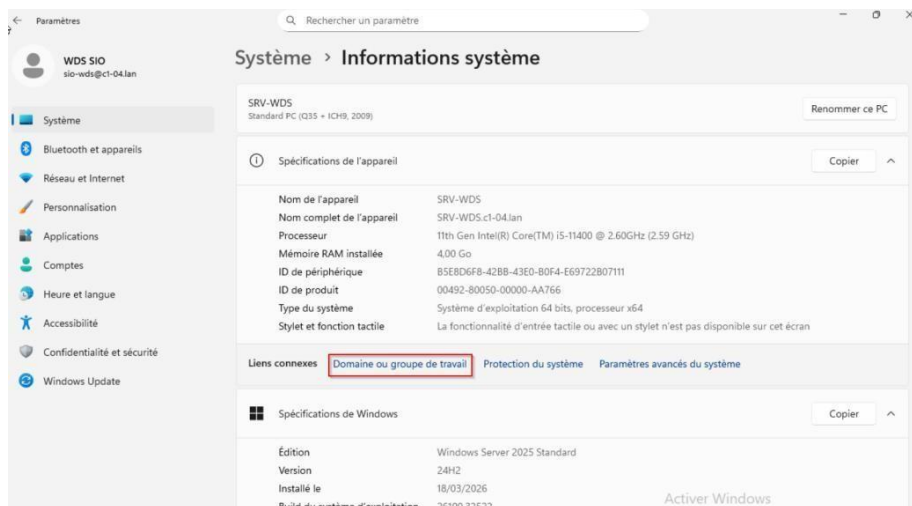 Paramètres
Rechercher un paramètre
WDS SIO
sio-wds@c1-04.lan
Système
Bluetooth et appareils
Réseau et Internet
Personnalisation
Applications
Comptes
Heure et langue
Accessibilité
Confidentialité et sécurité
Windows Update
Système > Informations système
SRV-WDS
Standard PC (Q35 + ICH9, 2009)
Renommer ce PC
Spécifications de l'appareil
Copier
Nom de l'appareil SRV-WDS
Nom complet de l'appareil SRV-WDS.c1-04.lan
Processeur 11th Gen Intel(R) Core(TM) i5-11400 @ 2.60GHz (2.59 GHz)
Mémoire RAM installée 4,00 Go
ID de périphérique B5E8D6F8-42BB-43E0-80F4-E69722B07111
ID de produit 00492-80050-00000-AA766
Type du système Système d'exploitation 64 bits, processeur x64
Stylet et fonction tactile La fonctionnalité d'entrée tactile ou avec un stylet n'est pas disponible sur cet écran
Liens connexes Domaine ou groupe de travail Protection du système Paramètres avancés du système
Spécifications de Windows
Copier
Édition Windows Server 2025 Standard
Version 24H2
Installé le 18/03/2026
Build du système d'exploitation
Activer Windows